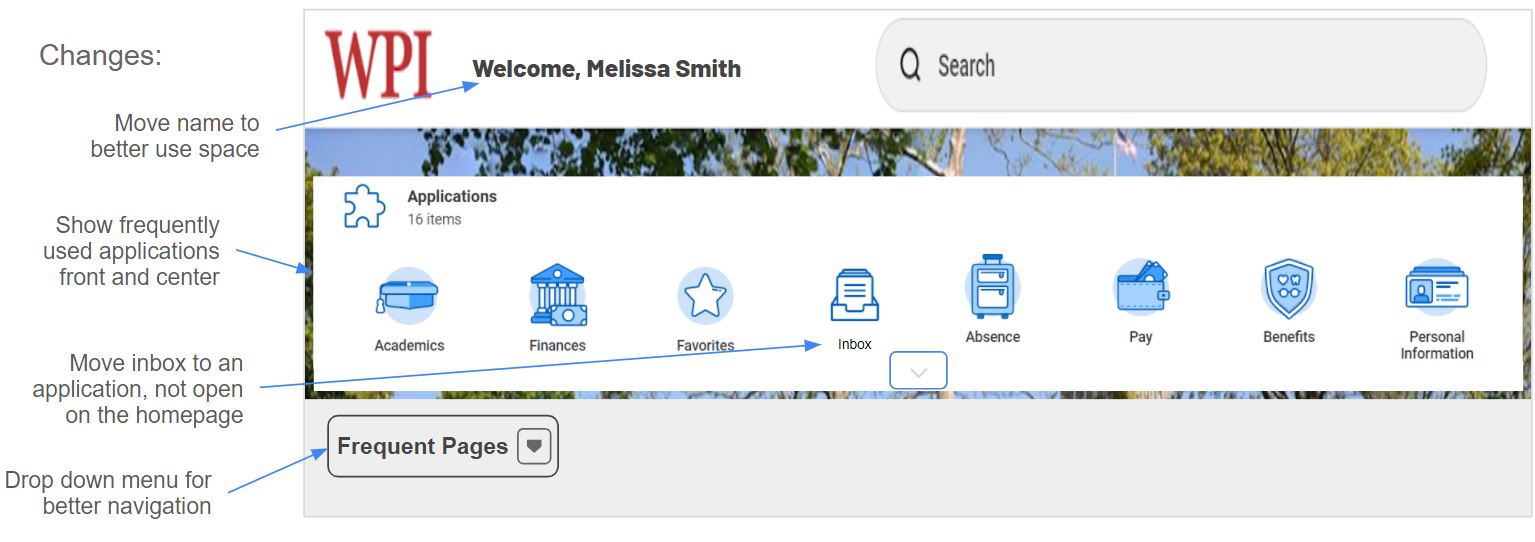 Changes:
WPI
Welcome, Melissa Smith
Search
Move name to
better use space
Applications
16 items
Show frequently
used applications
front and center
Academics
Finances
Favorites
Inbox
Absence
Pay
Benefits
Personal
Information
Move inbox to an
application, not open
on the homepage
Frequent Pages
Drop down menu for
better navigation